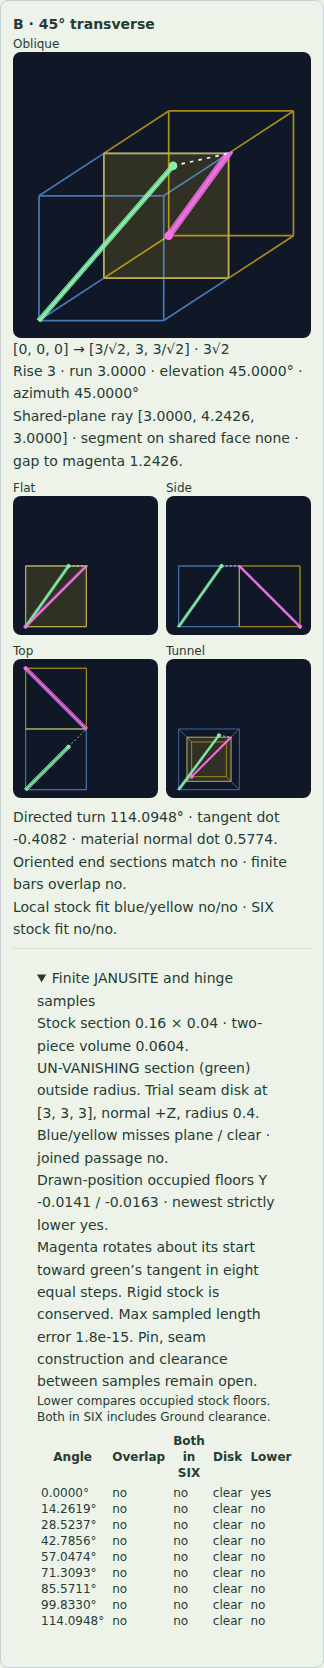 B · 45° transverse
Oblique
[0, 0, 0] → [3/√2, 3, 3/√2] · 3√2
Rise 3 · run 3.0000 · elevation 45.0000° ·
azimuth 45.0000°
Shared-plane ray [3.0000, 4.2426,
3.0000] · segment on shared face none ·
gap to magenta 1.2426.
Flat
Side
Top
Tunnel
Directed turn 114.0948° · tangent dot
-0.4082 · material normal dot 0.5774.
Oriented end sections match no · finite
bars overlap no.
Local stock fit blue/yellow no/no · SIX
stock fit no/no.
▼ Finite JANUSITE and hinge
samples
Stock section 0.16 × 0.04 · two-
piece volume 0.0604.
UN-VANISHING section (green)
outside radius. Trial seam disk at
[3, 3, 3], normal +Z, radius 0.4.
Blue/yellow misses plane / clear ·
joined passage no.
Drawn-position occupied floors Y
-0.0141 / -0.0163 · newest strictly
lower yes.
Magenta rotates about its start
toward green’s tangent in eight
equal steps. Rigid stock is
conserved. Max sampled length
error 1.8e-15. Pin, seam
construction and clearance
between samples remain open.
Lower compares occupied stock floors.
Both in SIX includes Ground clearance.
Angle Overlap Both in SIX Disk Lower
0.0000° no no clear yes
14.2619° no no clear no
28.5237° no no clear no
42.7856° no no clear no
57.0474° no no clear no
71.3093° no no clear no
85.5711° no no clear no
99.8330° no no clear no
114.0948° no no clear no